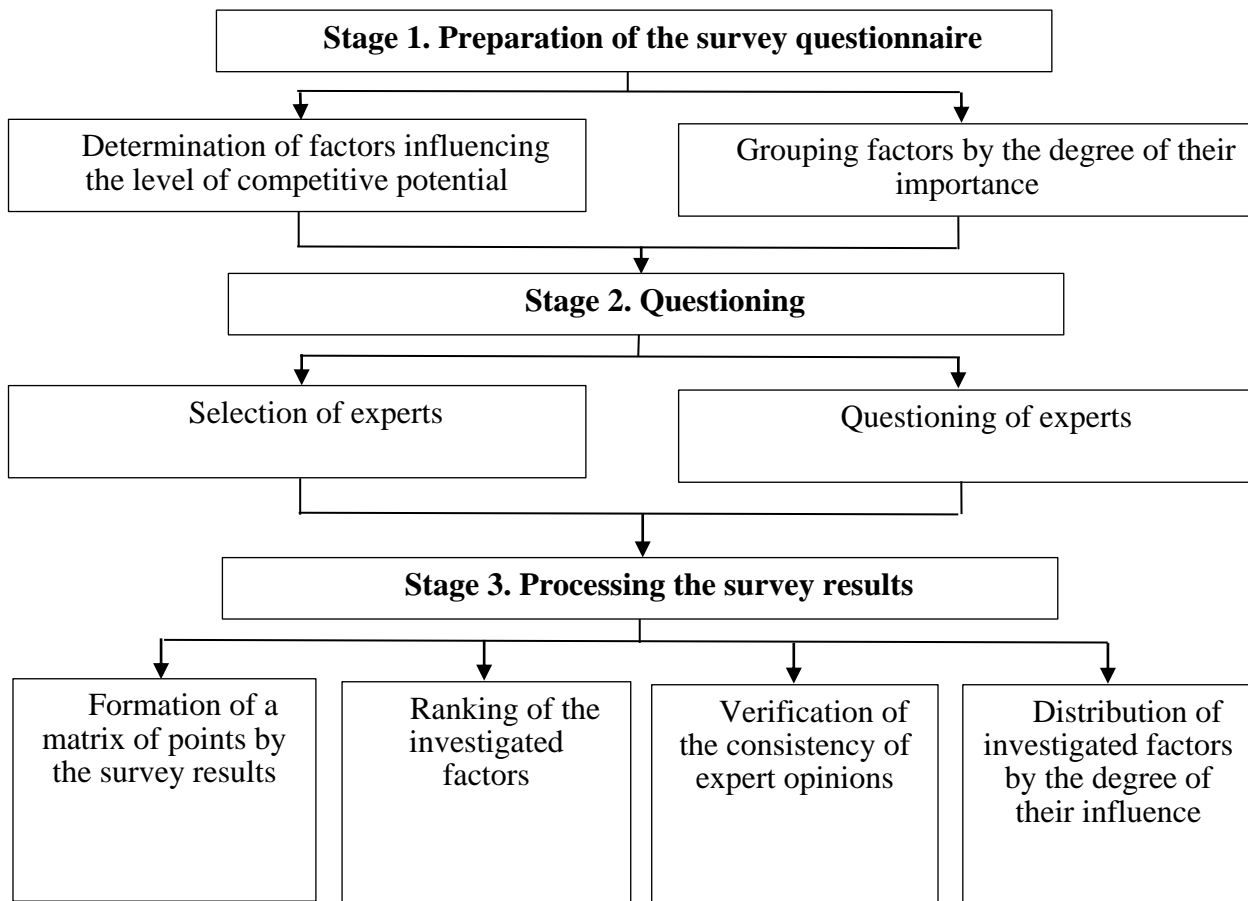 Stage 1. Preparation of the survey questionnaire
Determination of factors influencing
the level of competitive potential
Grouping factors by the degree of their
importance
Stage 2. Questioning
Selection of experts
Questioning of experts
Stage 3. Processing the survey results
Formation of a
matrix of points by
the survey results
Ranking of the
investigated
factors
Verification of
the consistency of
expert opinions
Distribution of
investigated factors
by the degree of
their influence